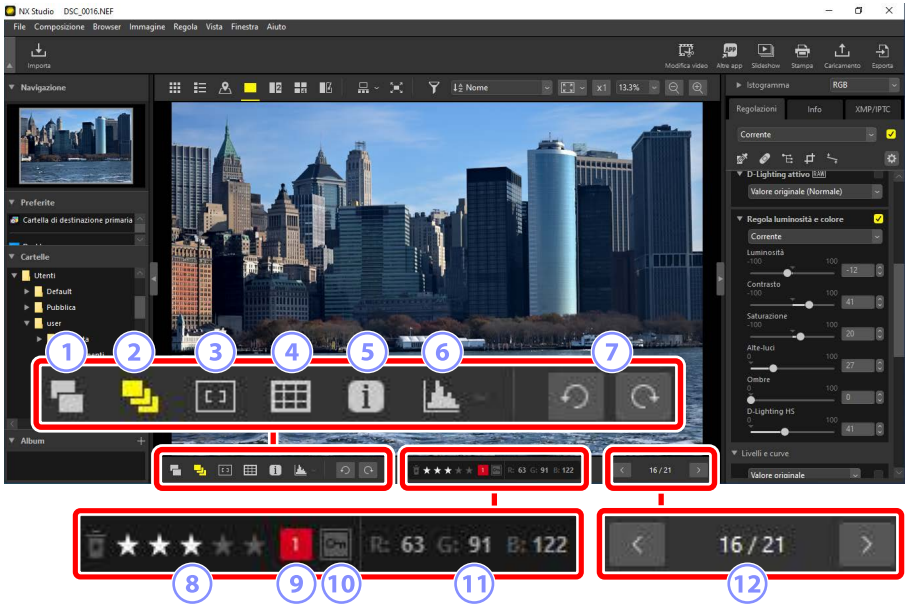 NX Studio DSC_0016.NEF
File Composizione Browser Immagine Regola Vista Finestra Aiuto
Importa
Modifica video Altre app Slideshow Stampa Caricamento Esporta
APP
Navigazione
Nome
x1 13.3%
Istogramma RGB
Regolazioni Info XMP/IPTC
Corrente
D-Lighting attivo RAW
Valore originale (Normale)
Preferite
Cartella di destinazione primaria
Cartelle
Utenti
Default
Pubblica
user
Regola luminosità e colore
Corrente
Luminosità
-100 100
-12
Contrasto
-100 100
41
Saturazione
-100 100
20
Alte-luci
0 100
27
Ombre
0 100
0
D-Lighting HS
0 100
41
Livelli e curve
Valore originale
1 2 3 4 5 6 7
Album
1 R: 63 G: 91 B: 122
16 / 21
1 R: 63 G: 91 B: 122
16 / 21
8 9 10 11 12